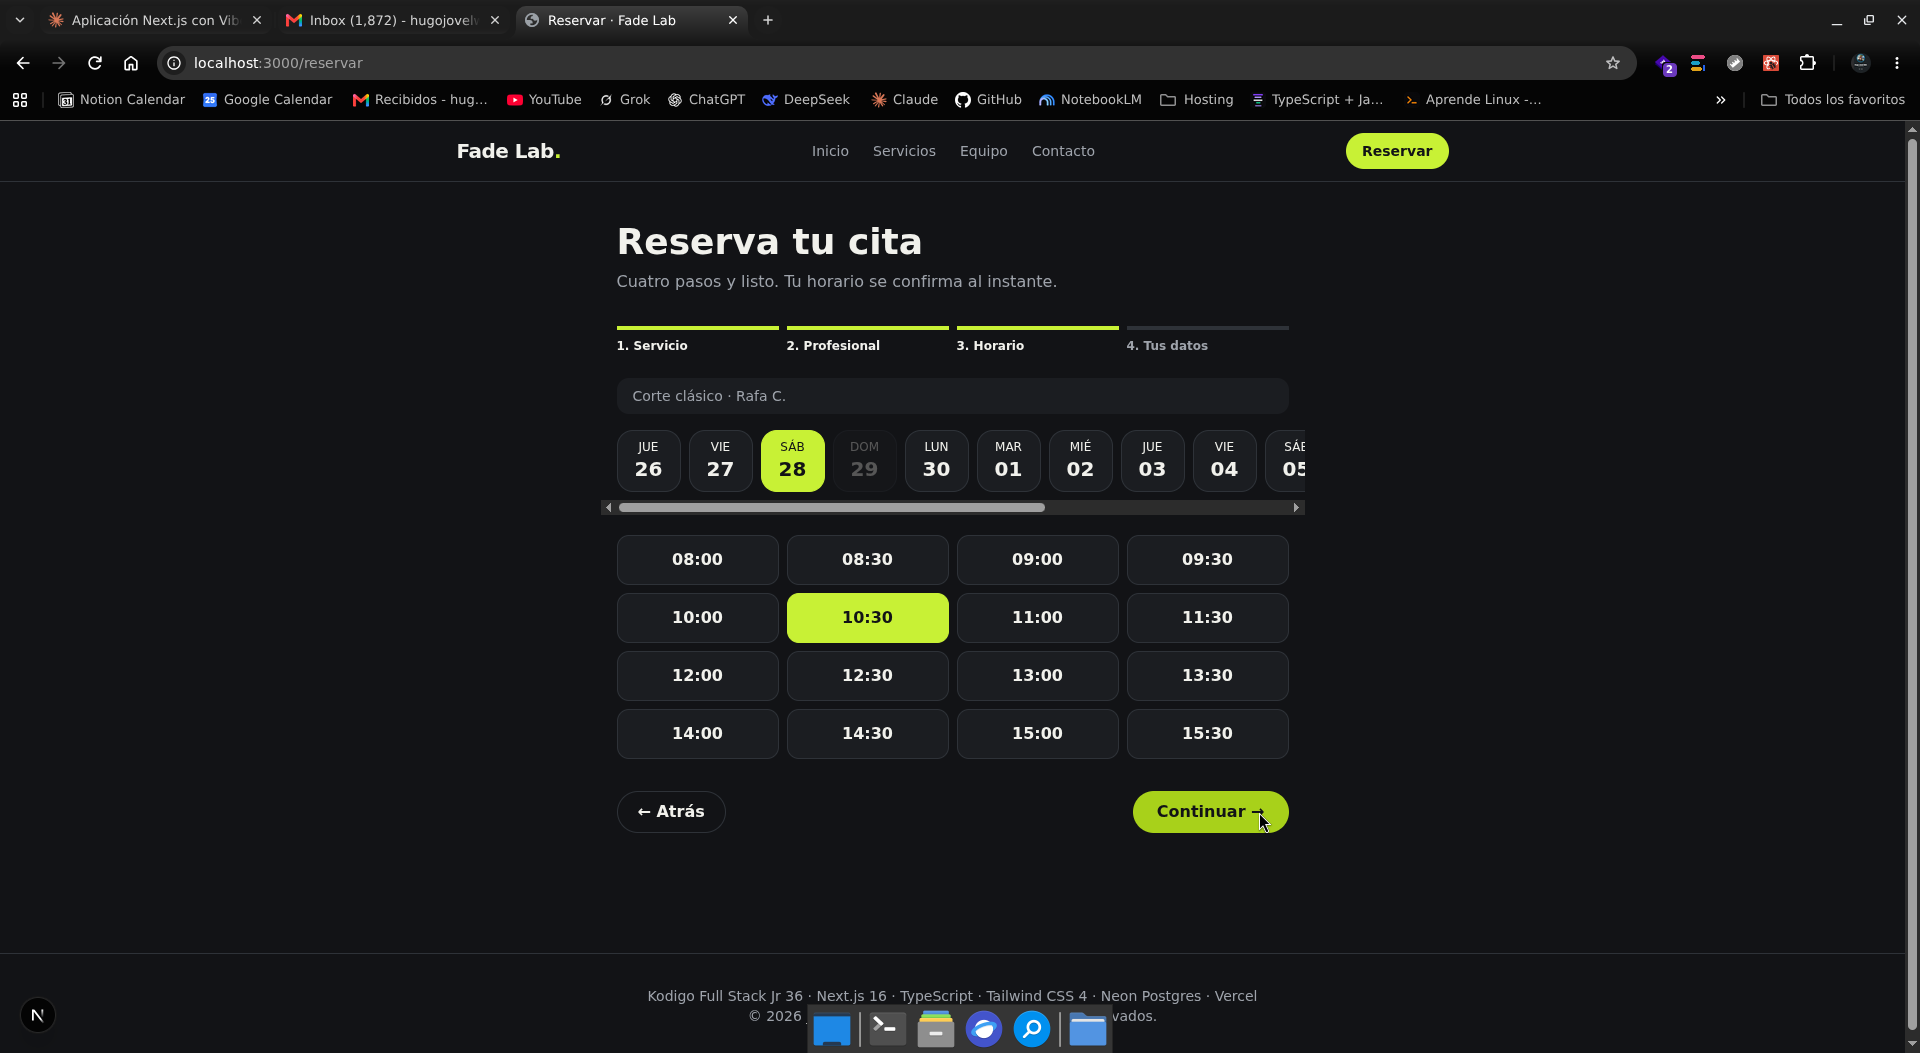 Aplicación Next.js con Vib
Inbox (1,872) - hugojovel
Reservar · Fade Lab
localhost:3000/reservar
2
Notion Calendar
Google Calendar
Recibidos - hug...
YouTube
Grok
ChatGPT
DeepSeek
Claude
GitHub
NotebookLM
Hosting
TypeScript + Ja...
Aprende Linux -...
Todos los favoritos
Fade Lab.
Inicio
Servicios
Equipo
Contacto
Reservar
Reserva tu cita
Cuatro pasos y listo. Tu horario se confirma al instante.
1. Servicio
2. Profesional
3. Horario
4. Tus datos
Corte clásico · Rafa C.
JUE
26
VIE
27
SÁB
28
DOM
29
LUN
30
MAR
01
MIÉ
02
JUE
03
VIE
04
SÁB
05
08:00
08:30
09:00
09:30
10:00
10:30
11:00
11:30
12:00
12:30
13:00
13:30
14:00
14:30
15:00
15:30
← Atrás
Continuar →
Kodigo Full Stack Jr 36 · Next.js 16 · TypeScript · Tailwind CSS 4 · Neon Postgres · Vercel
© 2026
vados.
N